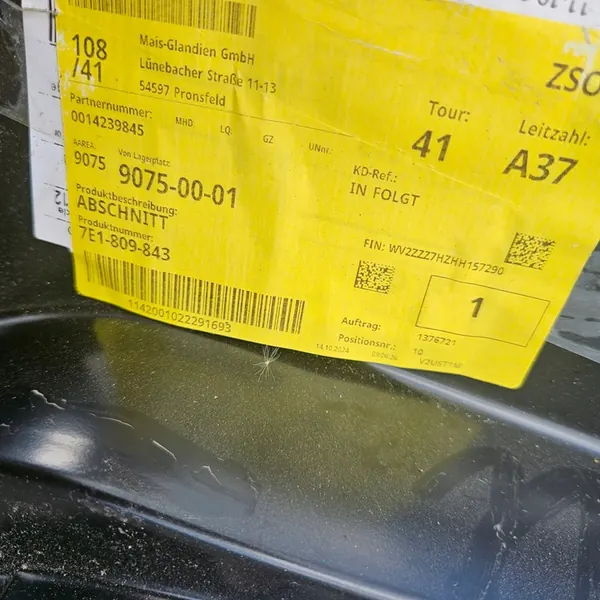 108
/41
Mais-Glandien GmbH
Lünebacher Straße 11-13
54597 Pronsfeld
ZSO
Partnernummer:
0014239845
MHD
LQ
GZ
UNnr.:
Tour:
41
Leitzahl:
A37
AAREA:
9075
Von Lagerplatz:
9075-00-01
KD-Ref.:
IN FOLGT
Produktbeschreibung:
ABSCHNITT
Produktnummer:
7E1-809-843
FIN: WV2ZZZ7HZHH157290
1142001022291693
1
Auftrag:
1376721
Positionsnr.:
10
14.10.2024